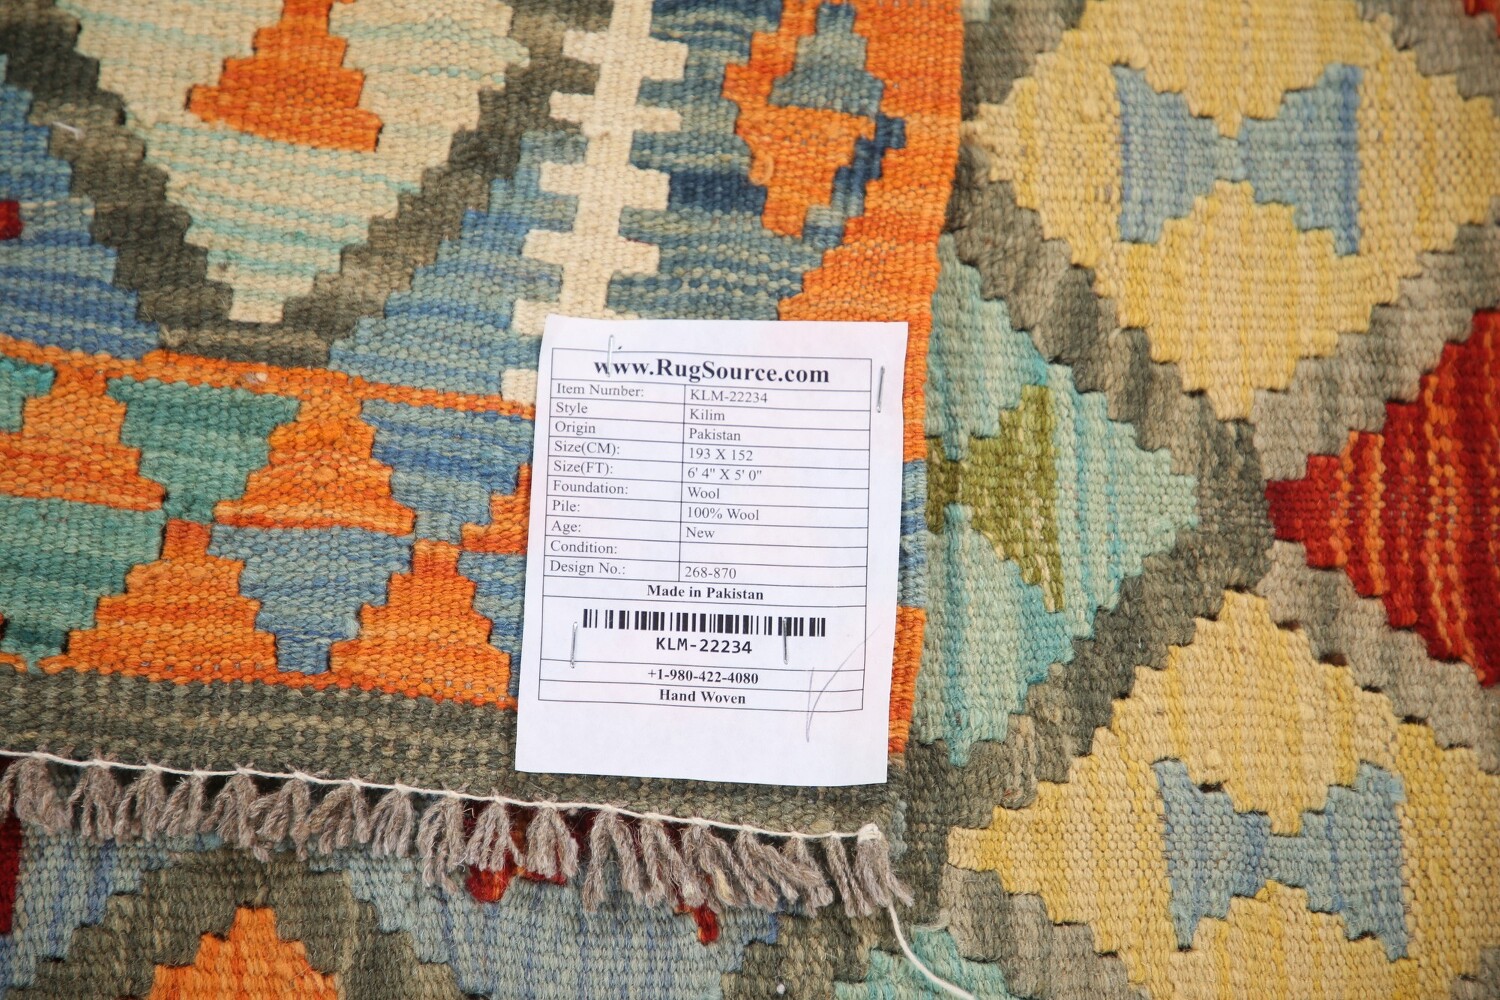 www.RugSource.com
Item Number: KLM-22234
Style Kilim
Origin Pakistan
Size(CM): 193 X 152
Size(FT): 6' 4" X 5' 0"
Foundation: Wool
Pile: 100% Wool
Age: New
Condition:
Design No.: 268-870
Made in Pakistan
KLM-22234
+1-980-422-4080
Hand Woven